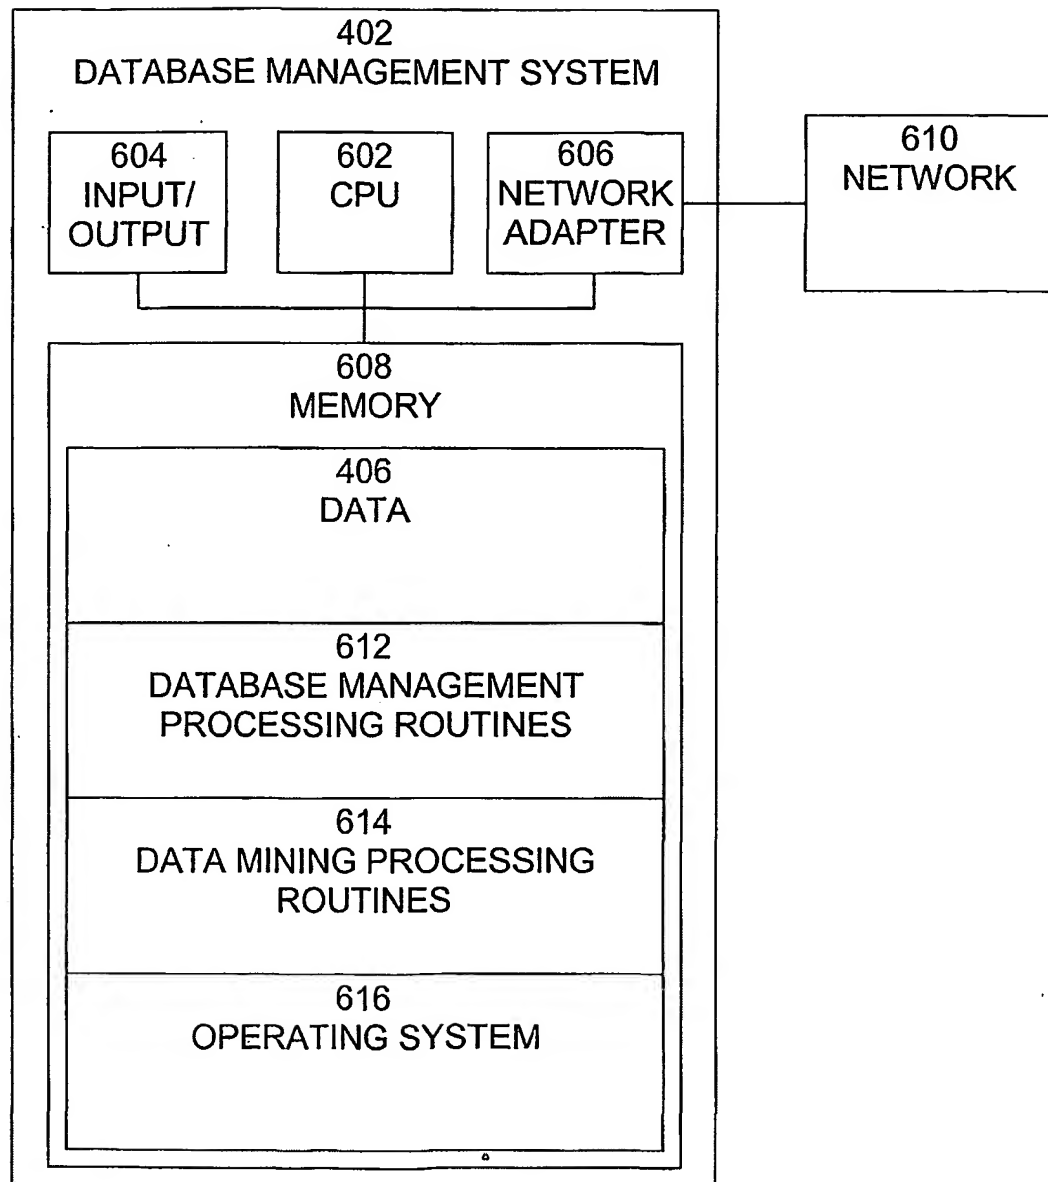 402
DATABASE MANAGEMENT SYSTEM
604
INPUT/
OUTPUT
602
CPU
606
NETWORK
ADAPTER
610
NETWORK
608
MEMORY
406
DATA
612
DATABASE MANAGEMENT
PROCESSING ROUTINES
614
DATA MINING PROCESSING
ROUTINES
616
OPERATING SYSTEM